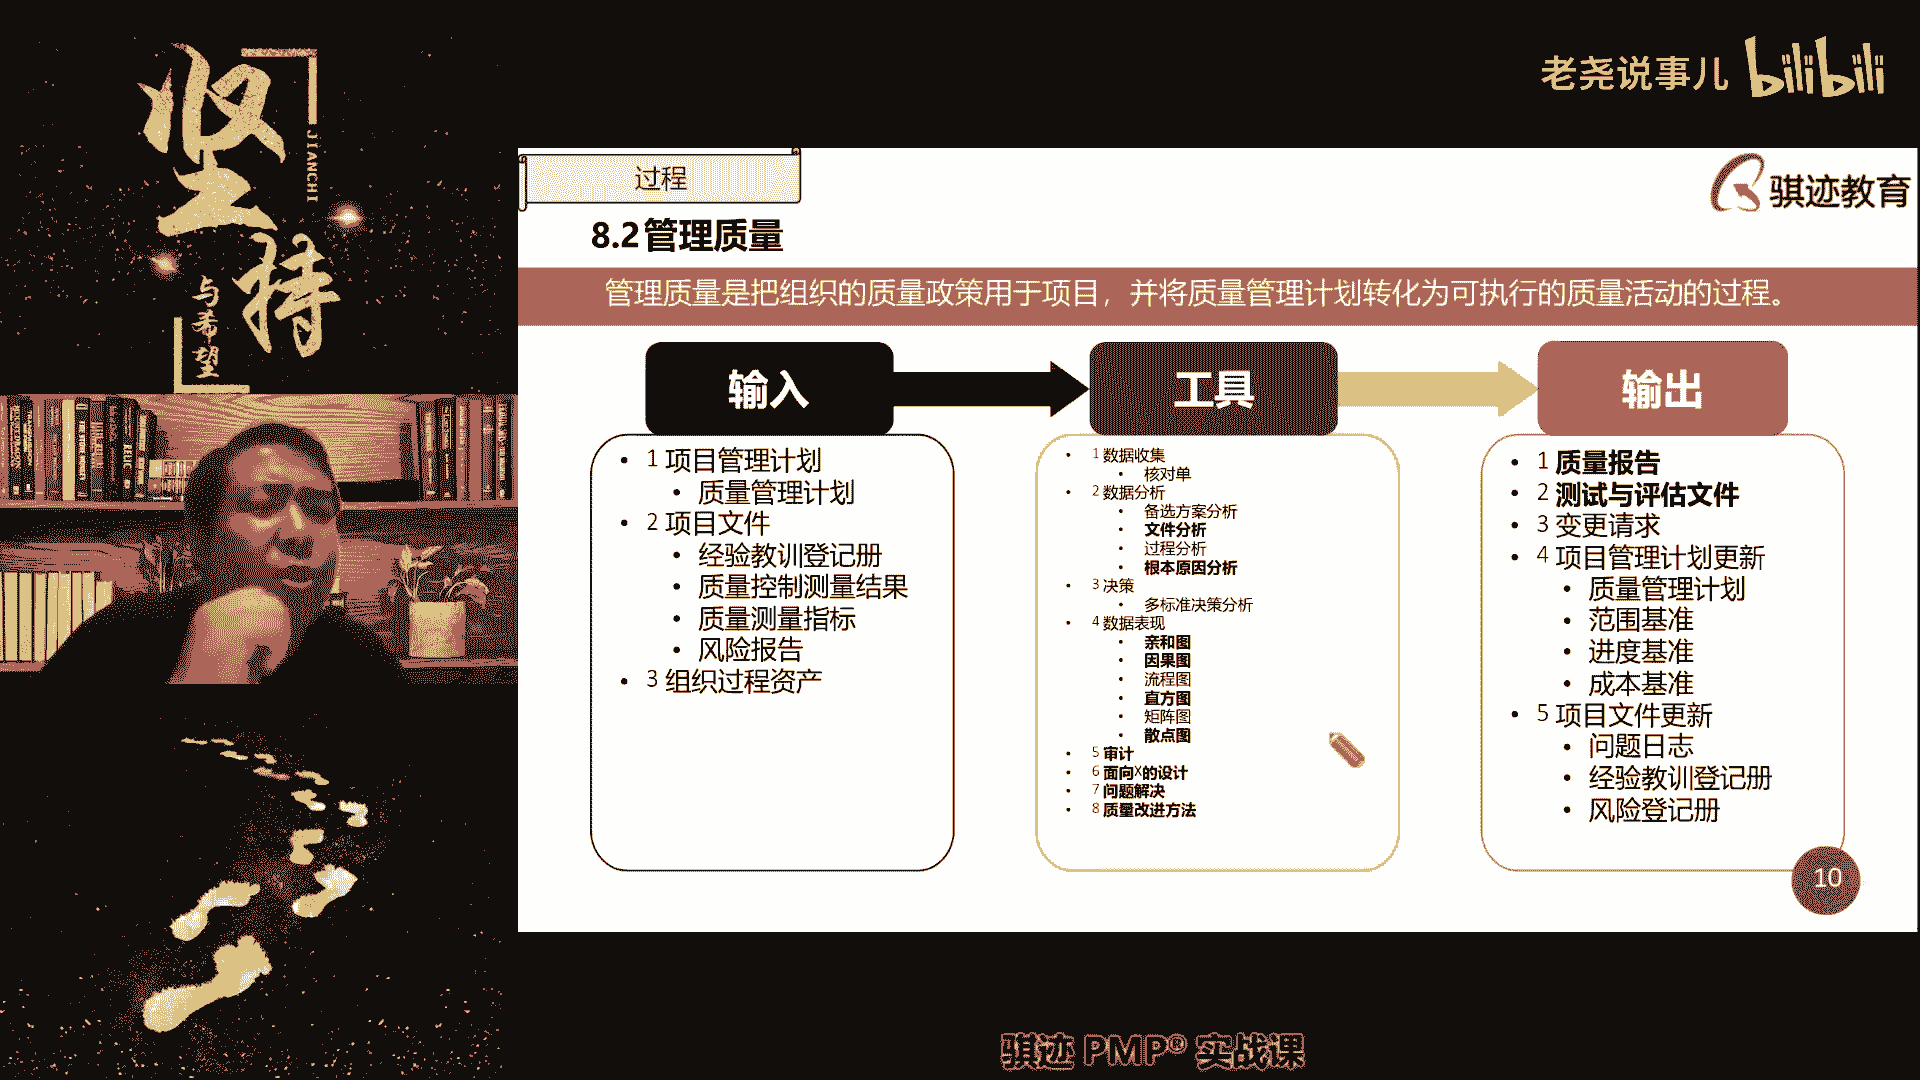 坚持
JIANCHI
与希望
老尧说事儿 bilibili
过程
骐迹教育
8.2管理质量
管理质量是把组织的质量政策用于项目，并将质量管理计划转化为可执行的质量活动的过程。
输入
• 1 项目管理计划
• 质量管理计划
• 2 项目文件
• 经验教训登记册
• 质量控制测量结果
• 质量测量指标
• 风险报告
• 3 组织过程资产
工具
• 1 数据收集
• 核对单
• 2 数据分析
• 备选方案分析
• 文件分析
• 过程分析
• 根本原因分析
• 3 决策
• 多标准决策分析
• 4 数据表现
• 亲和图
• 因果图
• 流程图
• 直方图
• 矩阵图
• 散点图
• 5 审计
• 6 面向X的设计
• 7 问题解决
• 8 质量改进方法
输出
• 1 质量报告
• 2 测试与评估文件
• 3 变更请求
• 4 项目管理计划更新
• 质量管理计划
• 范围基准
• 进度基准
• 成本基准
• 5 项目文件更新
• 问题日志
• 经验教训登记册
• 风险登记册
10
骐迹 PMP® 实战课